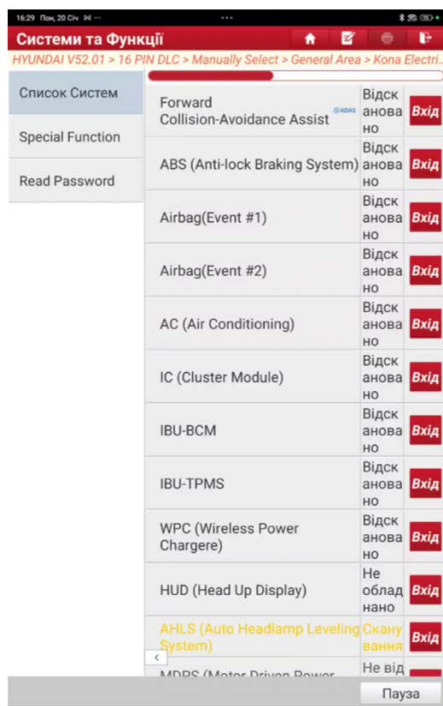 16:29 Пон, 20 Січ
Системи та Функції
HYUNDAI V52.01 > 16 PIN DLC > Manually Select > General Area > Kona Electri..
Список Систем
Special Function
Read Password
Forward
Collision-Avoidance Assist
ADAS
Відск
анова
но
Вхід
ABS (Anti-lock Braking System)
Відск
анова
но
Вхід
Airbag(Event #1)
Відск
анова
но
Вхід
Airbag(Event #2)
Відск
анова
но
Вхід
AC (Air Conditioning)
Відск
анова
но
Вхід
IC (Cluster Module)
Відск
анова
но
Вхід
IBU-BCM
Відск
анова
но
Вхід
IBU-TPMS
Відск
анова
но
Вхід
WPC (Wireless Power
Chargere)
Відск
анова
но
Вхід
HUD (Head Up Display)
Не
облад
нано
Вхід
AHLS (Auto Headlamp Leveling
System)
Скану
вання
Вхід
MDPS (Motor Driven Power
Не від
Пауза